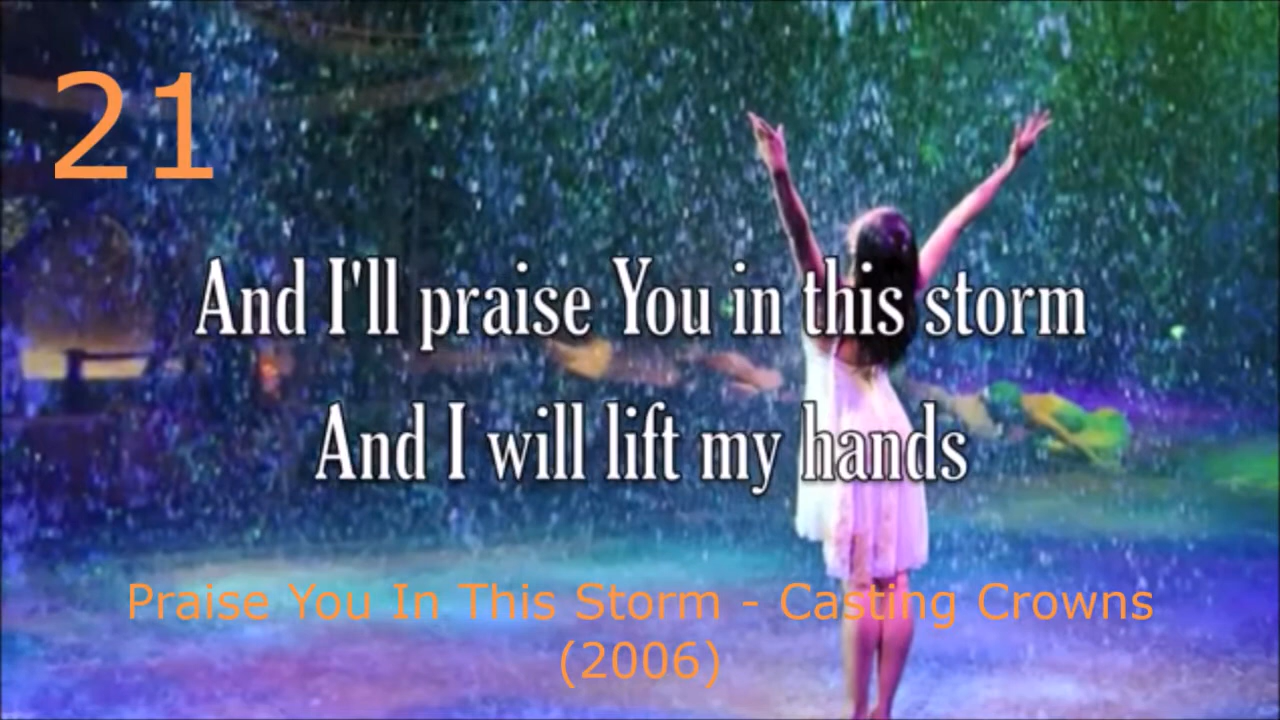 21
And I'll praise You in this storm
And I will lift my hands
Praise You In This Storm - Casting Crowns
(2006)